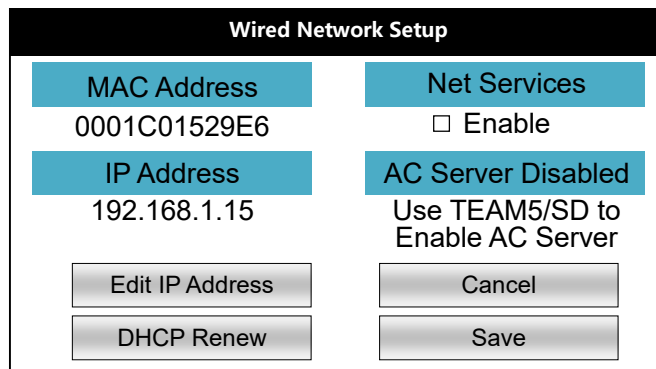 Wired Network Setup
MAC Address
0001C01529E6
Net Services
☐ Enable
IP Address
192.168.1.15
AC Server Disabled
Use TEAM5/SD to
Enable AC Server
Edit IP Address
Cancel
DHCP Renew
Save